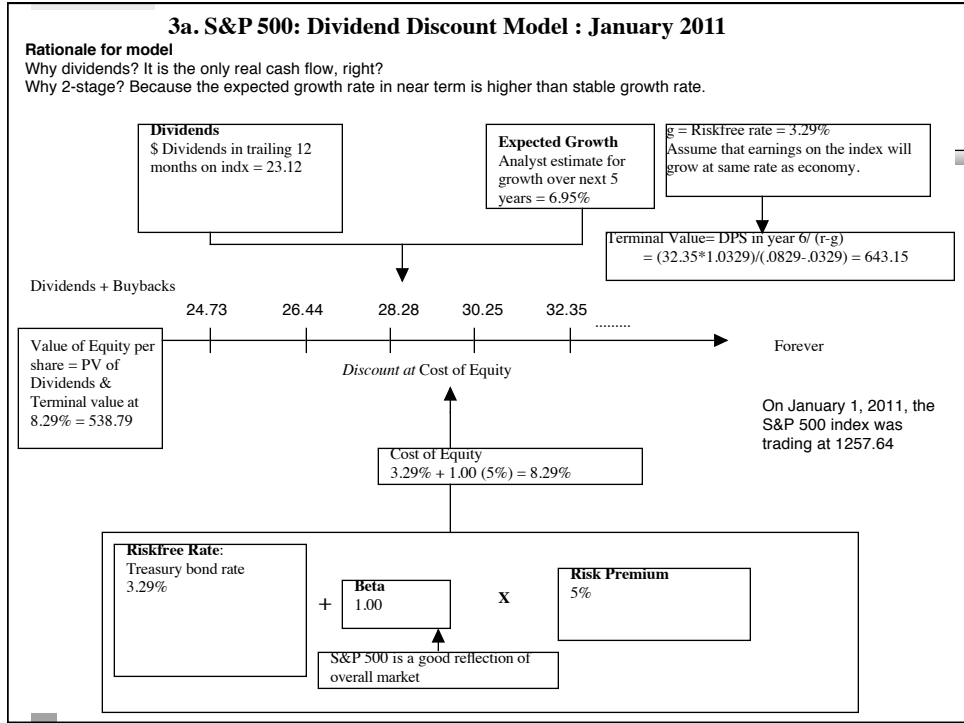 3a. S&P 500: Dividend Discount Model : January 2011
Rationale for model
Why dividends? It is the only real cash flow, right?
Why 2-stage? Because the expected growth rate in near term is higher than stable growth rate.
Dividends
$ Dividends in trailing 12
months on indx = 23.12
Expected Growth
Analyst estimate for
growth over next 5
years = 6.95%
g = Riskfree rate = 3.29%
Assume that earnings on the index will
grow at same rate as economy.
Terminal Value= DPS in year 6/ (r-g)
= (32.35*1.0329)/(.0829-.0329) = 643.15
Dividends + Buybacks
24.73 26.44 28.28 30.25 32.35
.........
Value of Equity per
share = PV of
Dividends &
Terminal value at
8.29% = 538.79
Forever
Discount at Cost of Equity
On January 1, 2011, the
S&P 500 index was
trading at 1257.64
Cost of Equity
3.29% + 1.00 (5%) = 8.29%
Riskfree Rate:
Treasury bond rate
3.29%
+
Beta
1.00
X
Risk Premium
5%
S&P 500 is a good reflection of
overall market